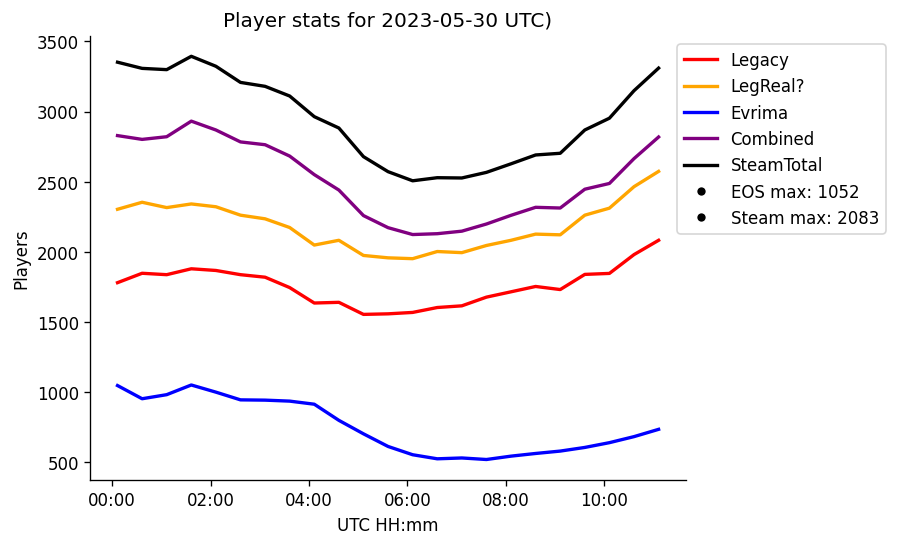 Player stats for 2023-05-30 UTC)
3500
3000
2500
2000
1500
1000
500
Players
00:00 02:00 04:00 06:00 08:00 10:00
UTC HH:mm
Legacy
LegReal?
Evrima
Combined
SteamTotal
EOS max: 1052
Steam max: 2083